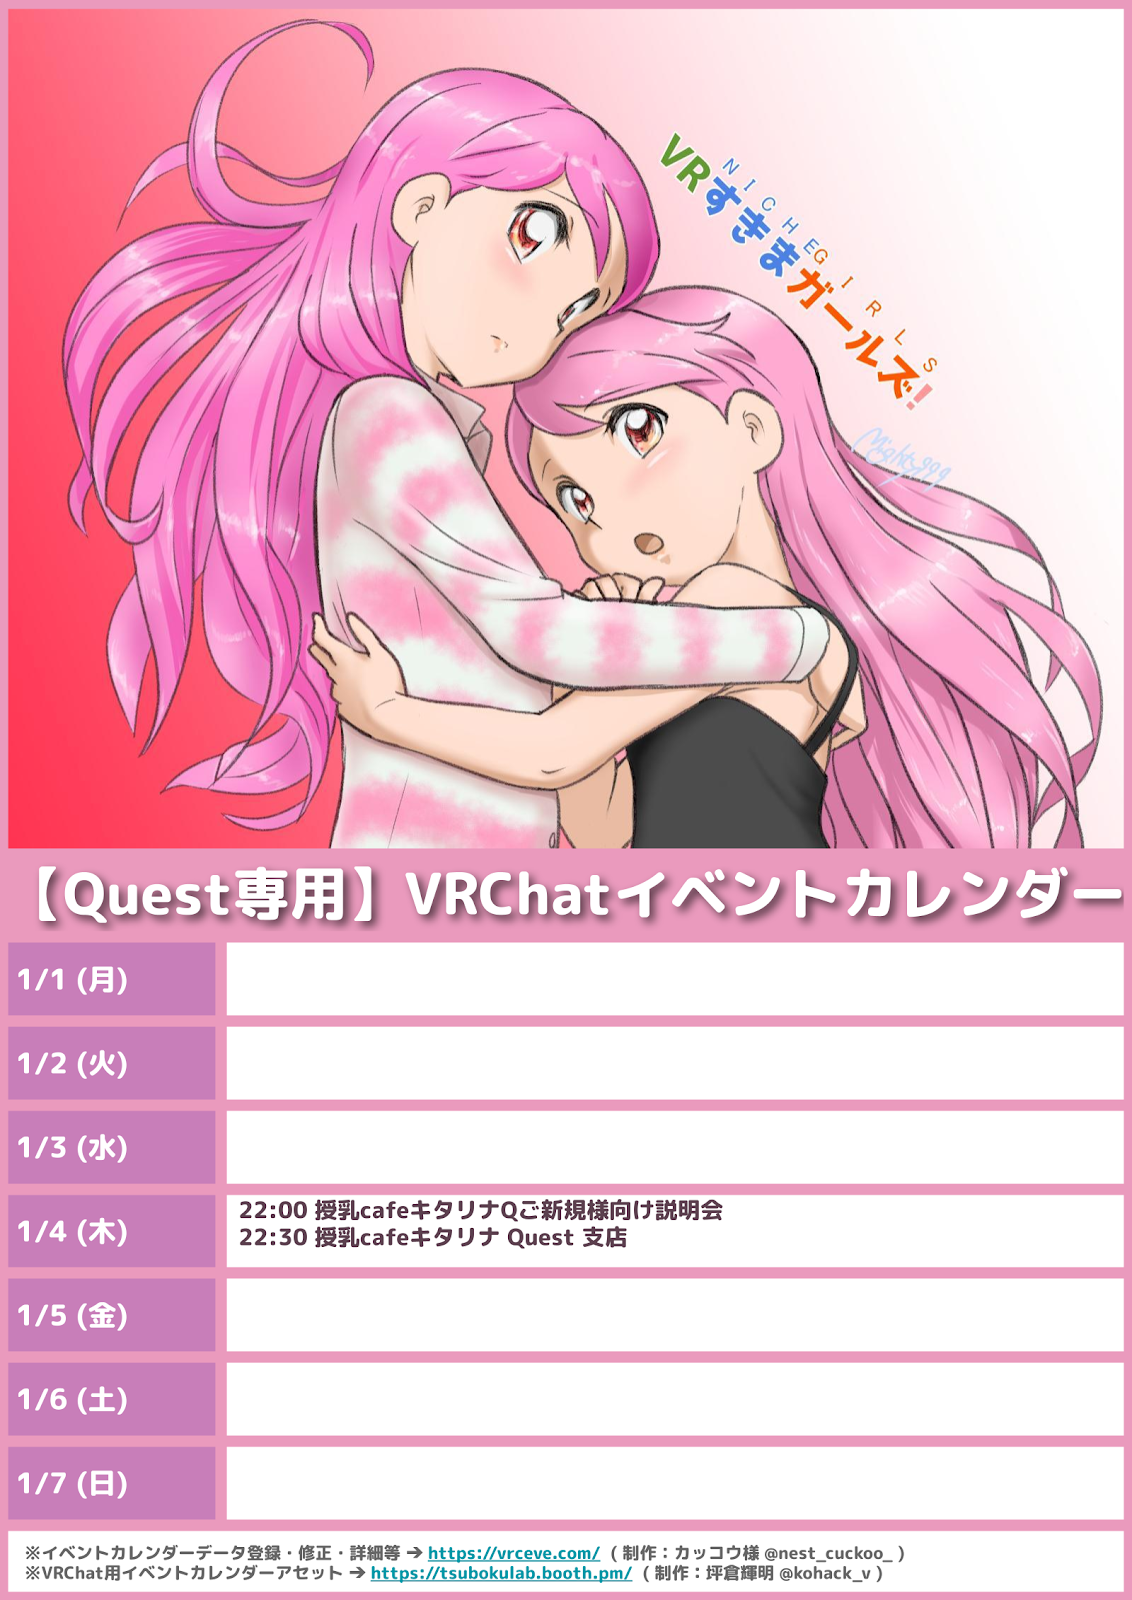 VRすきまガールズ!
NICHEGIRLS
Mighty999
【Quest専用】VRChatイベントカレンダー
1/1 (月)
1/2 (火)
1/3 (水)
1/4 (木)
22:00 授乳cafeキタリナQご新規様向け説明会
22:30 授乳cafeキタリナ Quest 支店
1/5 (金)
1/6 (土)
1/7 (日)
※イベントカレンダーデータ登録・修正・詳細等 ➔ https://vrceve.com/ ( 制作：カッコウ様 @nest_cuckoo_ )
※VRChat用イベントカレンダーアセット ➔ https://tsubokulab.booth.pm/ ( 制作：坪倉輝明 @kohack_v )